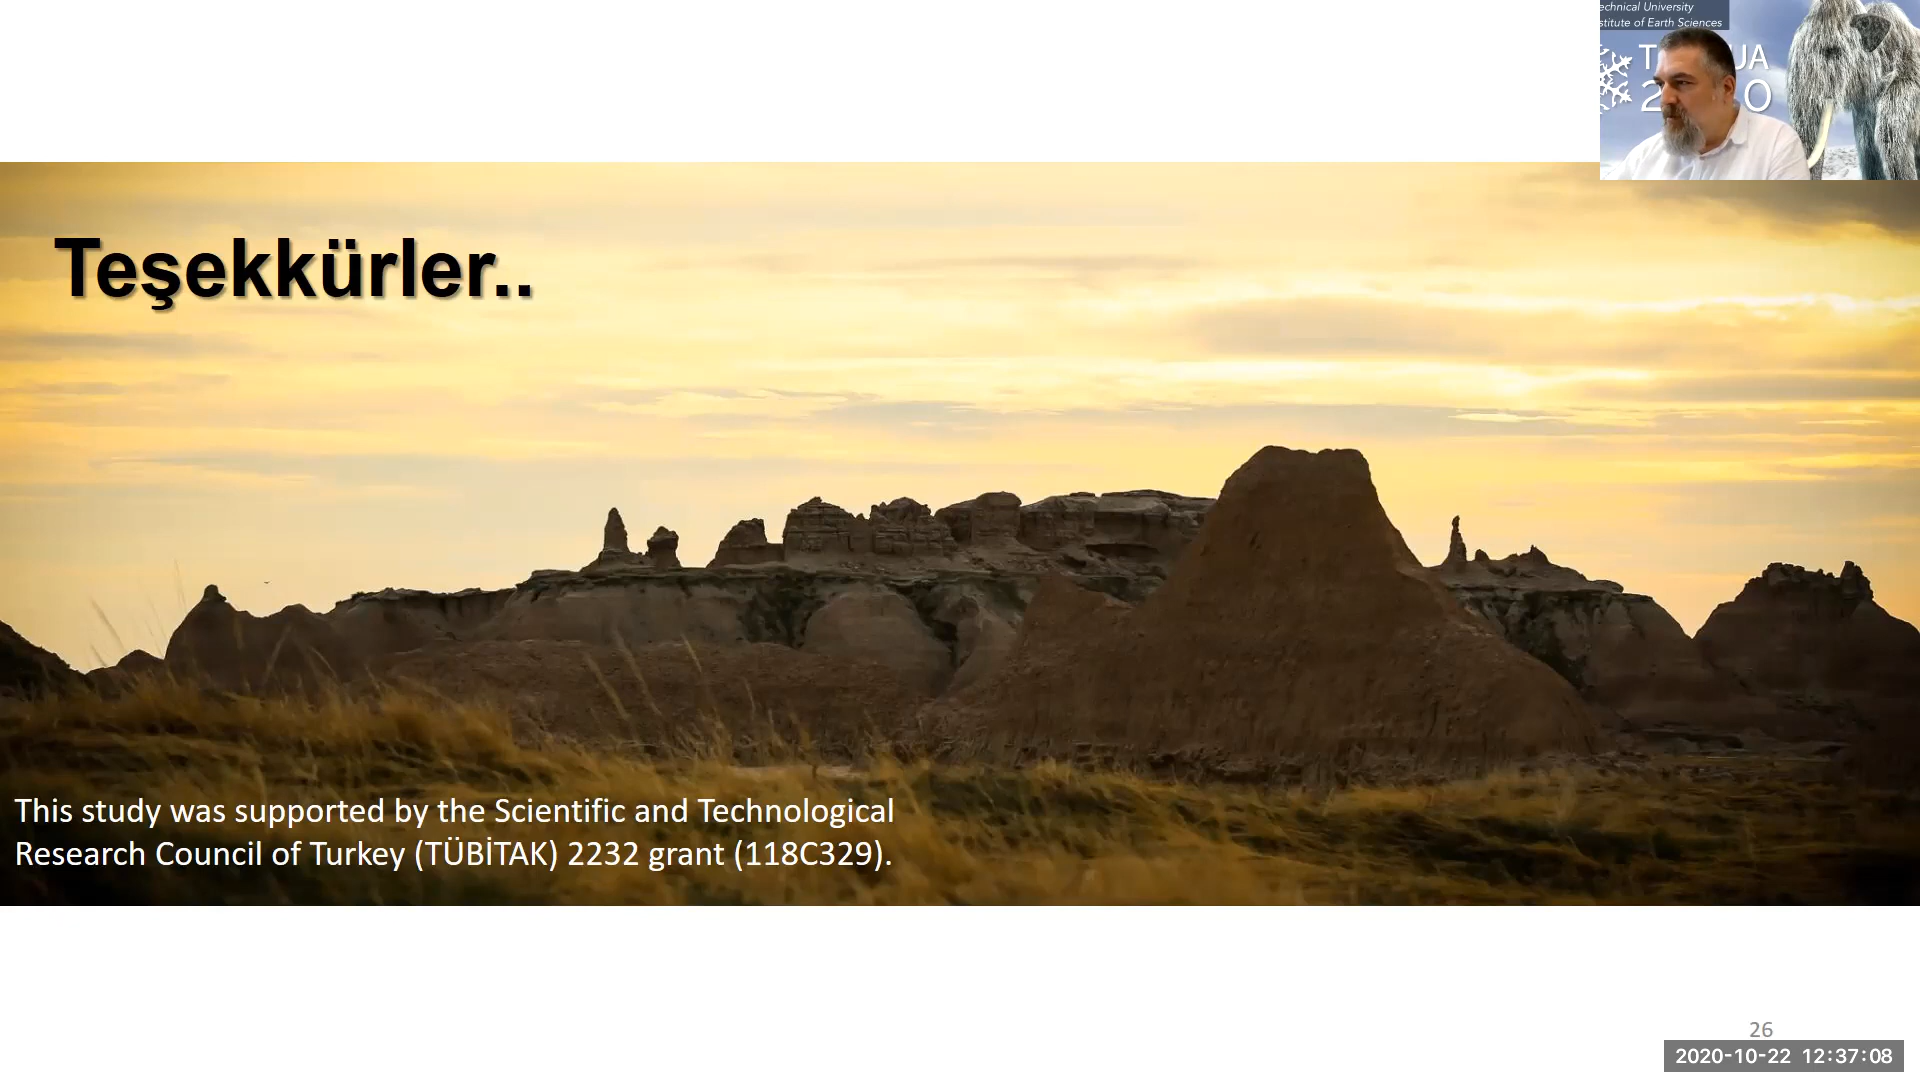 echnical University
stitute of Earth Sciences
Teşekkürler..
This study was supported by the Scientific and Technological
Research Council of Turkey (TÜBİTAK) 2232 grant (118C329).
26
2020-10-22 12:37:08